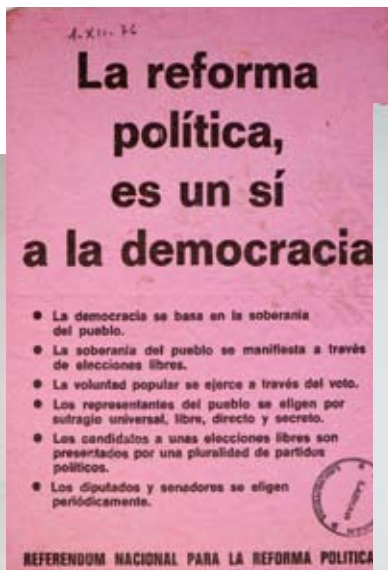 1-XII-76
La reforma
política,
es un sí
a la democracia
● La democracia se basa en la soberanía
del pueblo.
● La soberanía del pueblo se manifiesta a través
de elecciones libres.
● La voluntad popular se ejerce a través del voto.
● Los representantes del pueblo se eligen por
sufragio universal, libre, directo y secreto.
● Los candidatos a unas elecciones libres son
presentados por una pluralidad de partidos
políticos.
● Los diputados y senadores se eligen
periódicamente.
REFERENDUM NACIONAL PARA LA REFORMA POLITICA